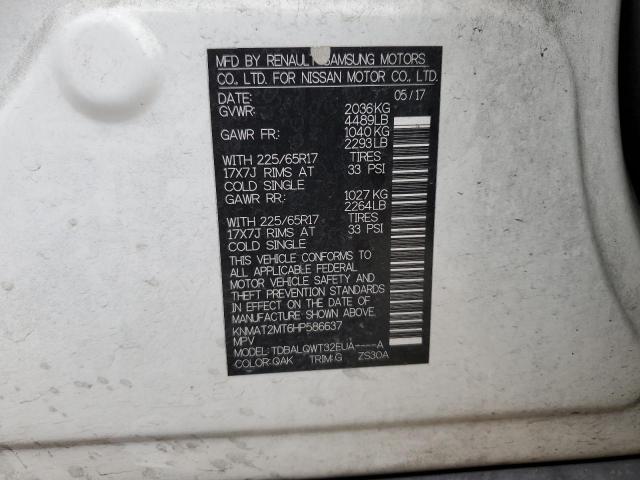 MFD BY RENAULT SAMSUNG MOTORS
CO., LTD. FOR NISSAN MOTOR CO., LTD.
DATE: 05/17
GVWR: 2036KG
4489LB
GAWR FR: 1040 KG
2293LB
WITH 225/65R17 TIRES
17X7J RIMS AT 33 PSI
COLD SINGLE
GAWR RR: 1027 KG
2264LB
WITH 225/65R17 TIRES
17X7J RIMS AT 33 PSI
COLD SINGLE
THIS VEHICLE CONFORMS TO
ALL APPLICABLE FEDERAL
MOTOR VEHICLE SAFETY AND
THEFT PREVENTION STANDARDS
IN EFFECT ON THE DATE OF
MANUFACTURE SHOWN ABOVE.
KNMAT2MT6HP586637
MPV
MODEL: TDBALQWT32EUA----A
COLOR:QAK TRIM:G ZS30A